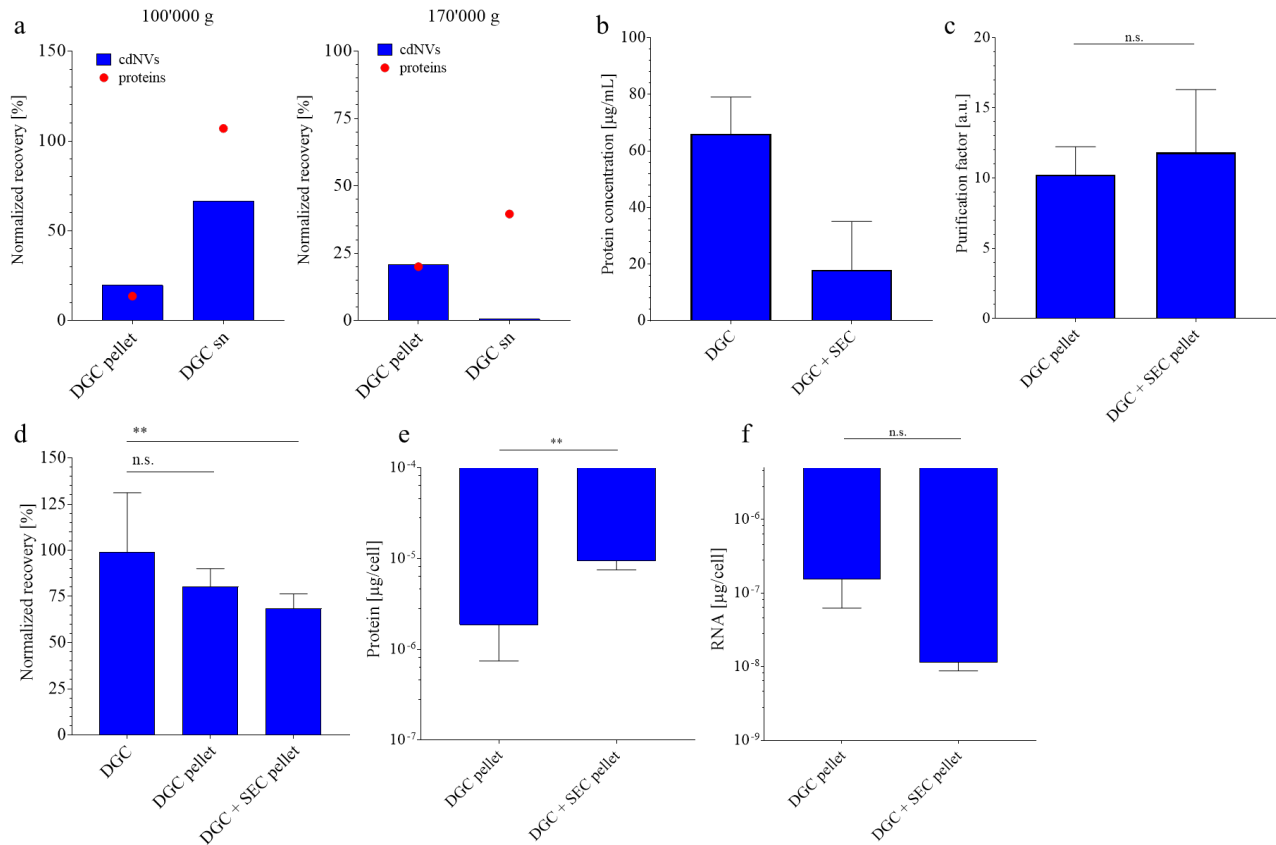 a
100'000 g
150
100
50
0
Normalized recovery [%]
cdNVs
proteins
DGC pellet
DGC sn
170'000 g
100
75
50
25
0
Normalized recovery [%]
cdNVs
proteins
DGC pellet
DGC sn
b
100
80
60
40
20
0
Protein concentration [µg/mL]
DGC
DGC + SEC
c
n.s.
20
15
10
5
0
Purification factor [a.u.]
DGC pellet
DGC + SEC pellet
d
**
n.s.
150
125
100
75
50
25
0
Normalized recovery [%]
DGC
DGC pellet
DGC + SEC pellet
e
**
10⁻⁴
10⁻⁵
10⁻⁶
10⁻⁷
Protein [µg/cell]
DGC pellet
DGC + SEC pellet
f
n.s.
10⁻⁶
10⁻⁷
10⁻⁸
10⁻⁹
RNA [µg/cell]
DGC pellet
DGC + SEC pellet